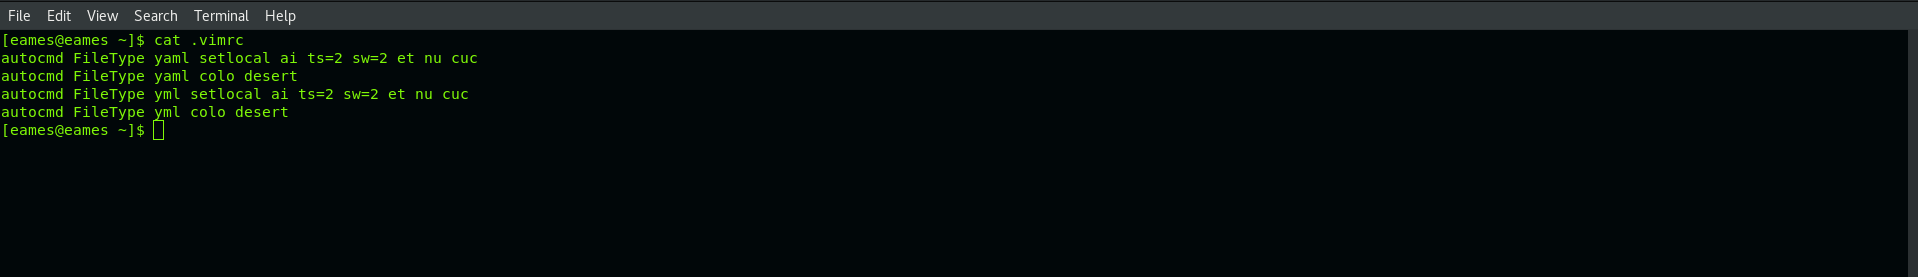 File Edit View Search Terminal Help
[eames@eames ~]$ cat .vimrc
autocmd FileType yaml setlocal ai ts=2 sw=2 et nu cuc
autocmd FileType yaml colo desert
autocmd FileType yml setlocal ai ts=2 sw=2 et nu cuc
autocmd FileType yml colo desert
[eames@eames ~]$